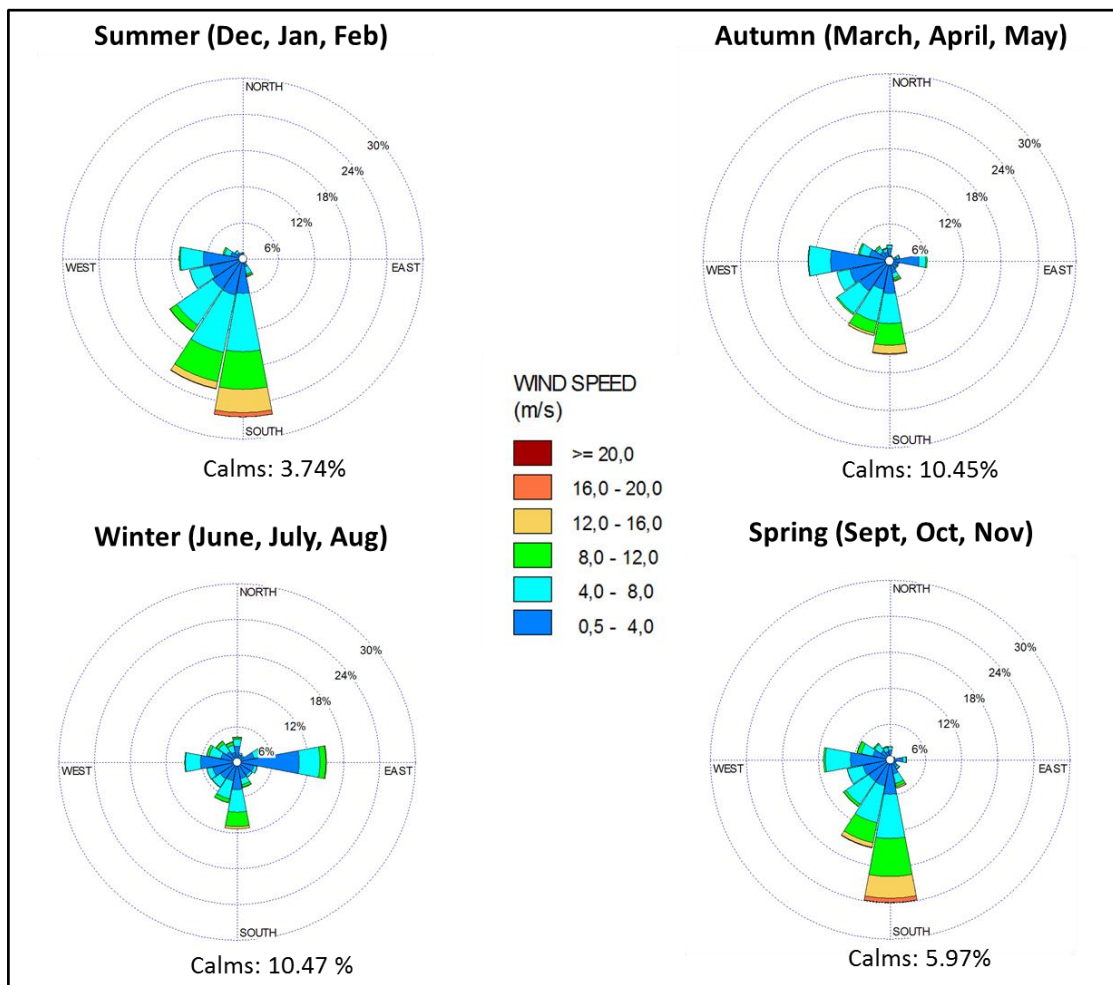 Summer (Dec, Jan, Feb)
NORTH
30%
24%
18%
12%
6%
WEST
EAST
SOUTH
Calms: 3.74%
Autumn (March, April, May)
NORTH
30%
24%
18%
12%
6%
WEST
EAST
SOUTH
Calms: 10.45%
WIND SPEED
(m/s)
>= 20,0
16,0 - 20,0
12,0 - 16,0
8,0 - 12,0
4,0 - 8,0
0,5 - 4,0
Winter (June, July, Aug)
NORTH
30%
24%
18%
12%
6%
WEST
EAST
SOUTH
Calms: 10.47 %
Spring (Sept, Oct, Nov)
NORTH
30%
24%
18%
12%
6%
WEST
EAST
SOUTH
Calms: 5.97%